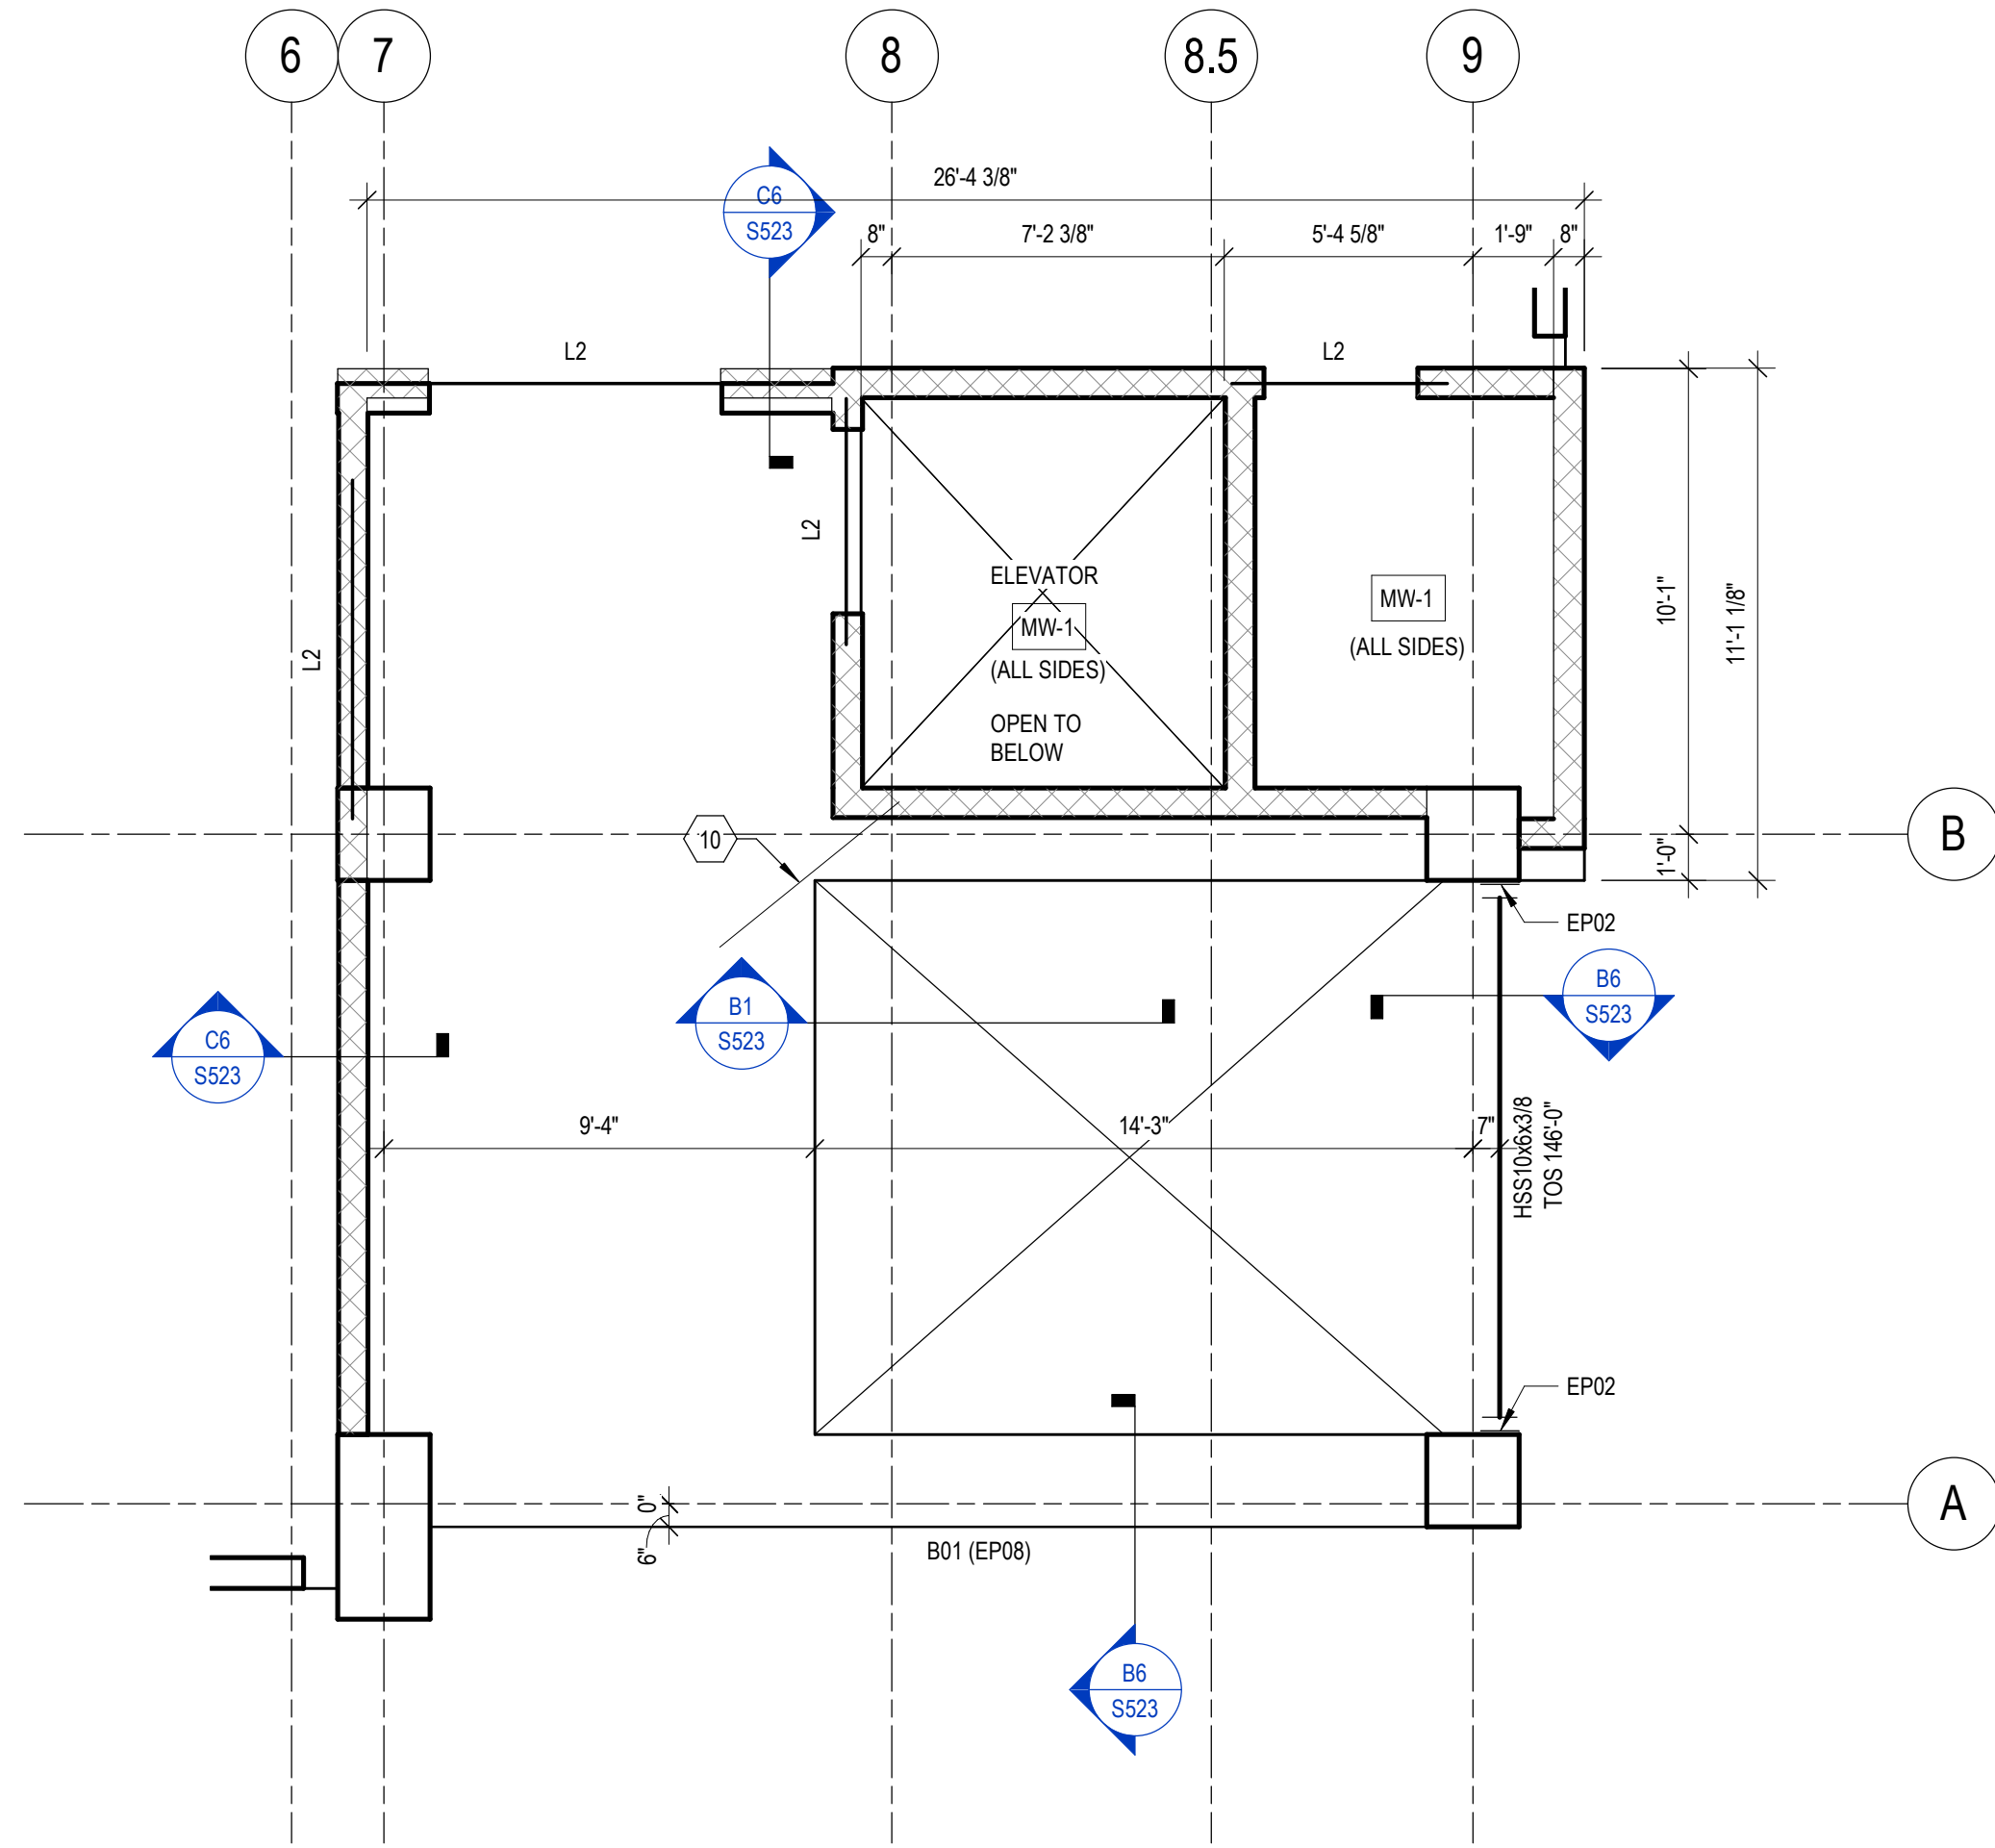 6
7
8
8.5
9
26'-4 3/8"
C6
S523
8"
7'-2 3/8"
5'-4 5/8"
1'-9"
8"
L2
L2
L2
L2
ELEVATOR
MW-1
(ALL SIDES)
OPEN TO
BELOW
MW-1
(ALL SIDES)
10'-1"
11'-1 1/8"
1'-0"
10
B
EP02
B1
S523
B6
S523
C6
S523
9'-4"
14'-3"
7"
HSS10x6x3/8
TOS 146'-0"
EP02
0"
6"
A
B01 (EP08)
B6
S523